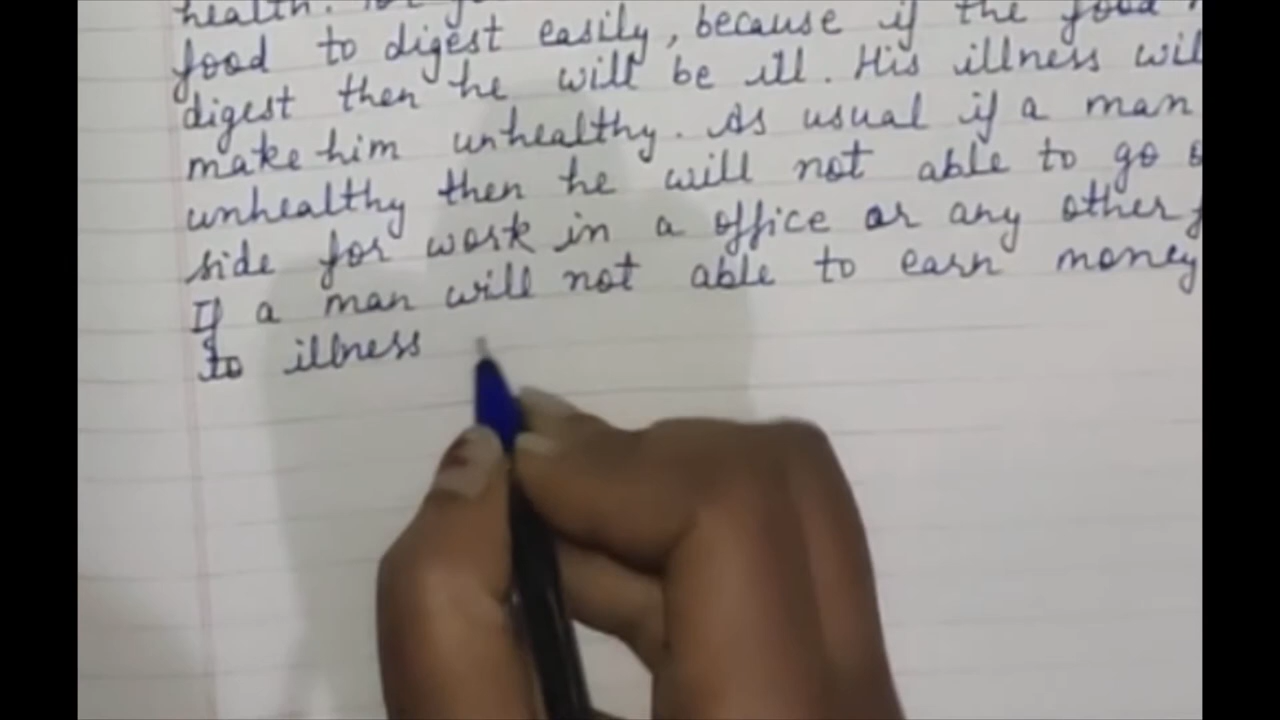 health.
food to digest easily, because if the food
digest then he will be ill. His illness
make him unhealthy. As usual if a man
unhealthy then he will not able to go
side for work in a office or any other
If a man will not able to earn money
to illness